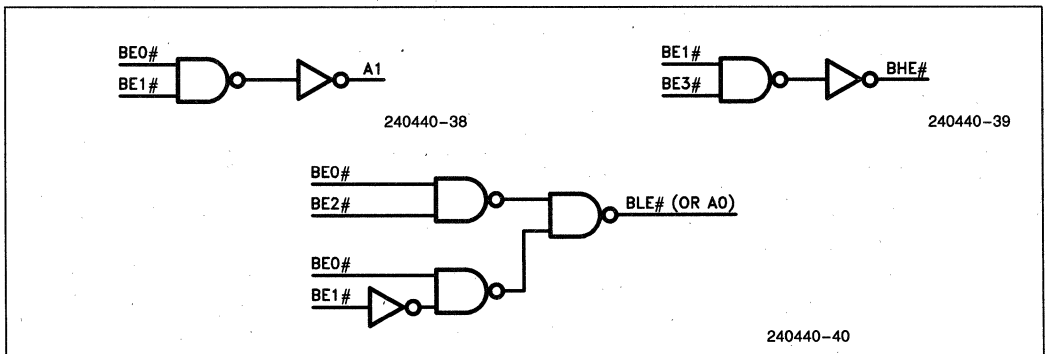 BE0#
BE1#
A1
240440-38
BE1#
BE3#
BHE#
240440-39
BE0#
BE2#
BLE# (OR A0)
BE0#
BE1#
240440-40